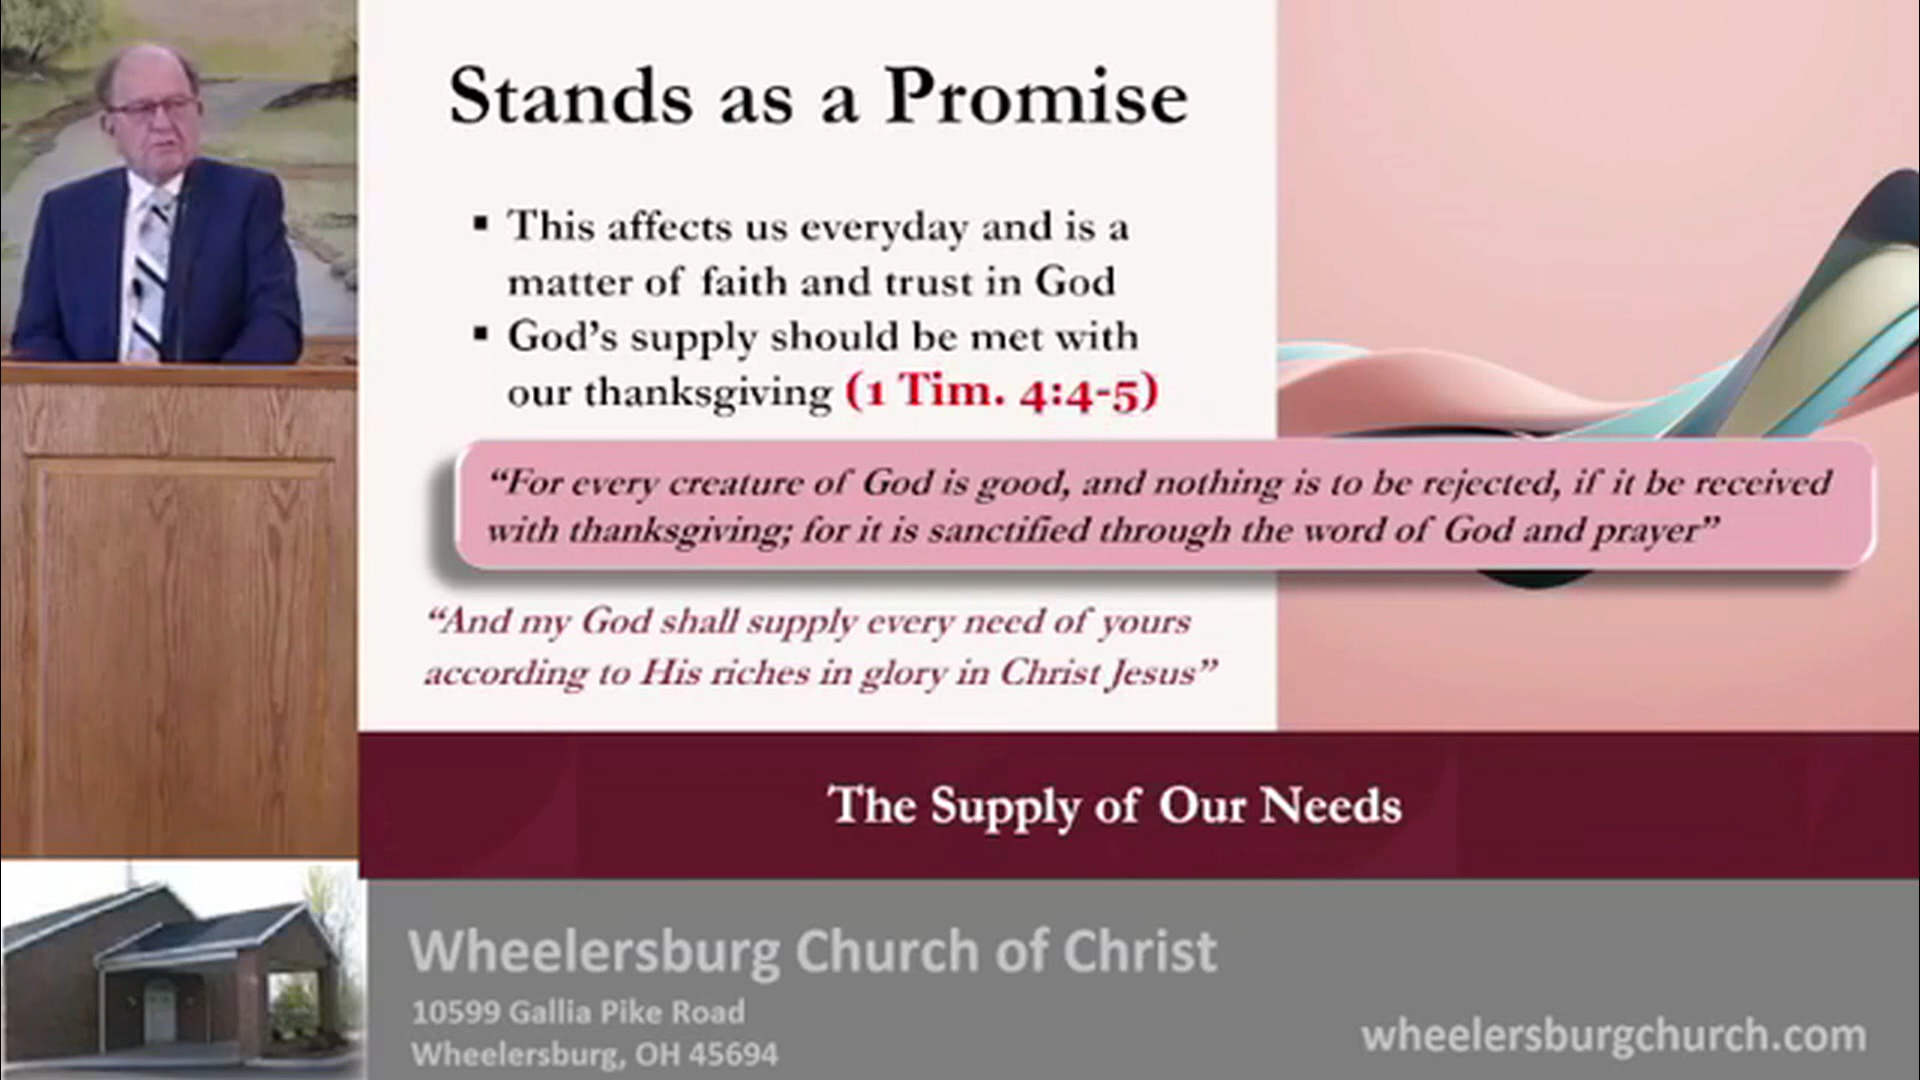 Stands as a Promise
▪ This affects us everyday and is a
matter of faith and trust in God
▪ God’s supply should be met with
our thanksgiving (1 Tim. 4:4-5)
“For every creature of God is good, and nothing is to be rejected, if it be received
with thanksgiving; for it is sanctified through the word of God and prayer”
“And my God shall supply every need of yours
according to His riches in glory in Christ Jesus”
The Supply of Our Needs
Wheelersburg Church of Christ
10599 Gallia Pike Road
Wheelersburg, OH 45694
wheelersburgchurch.com